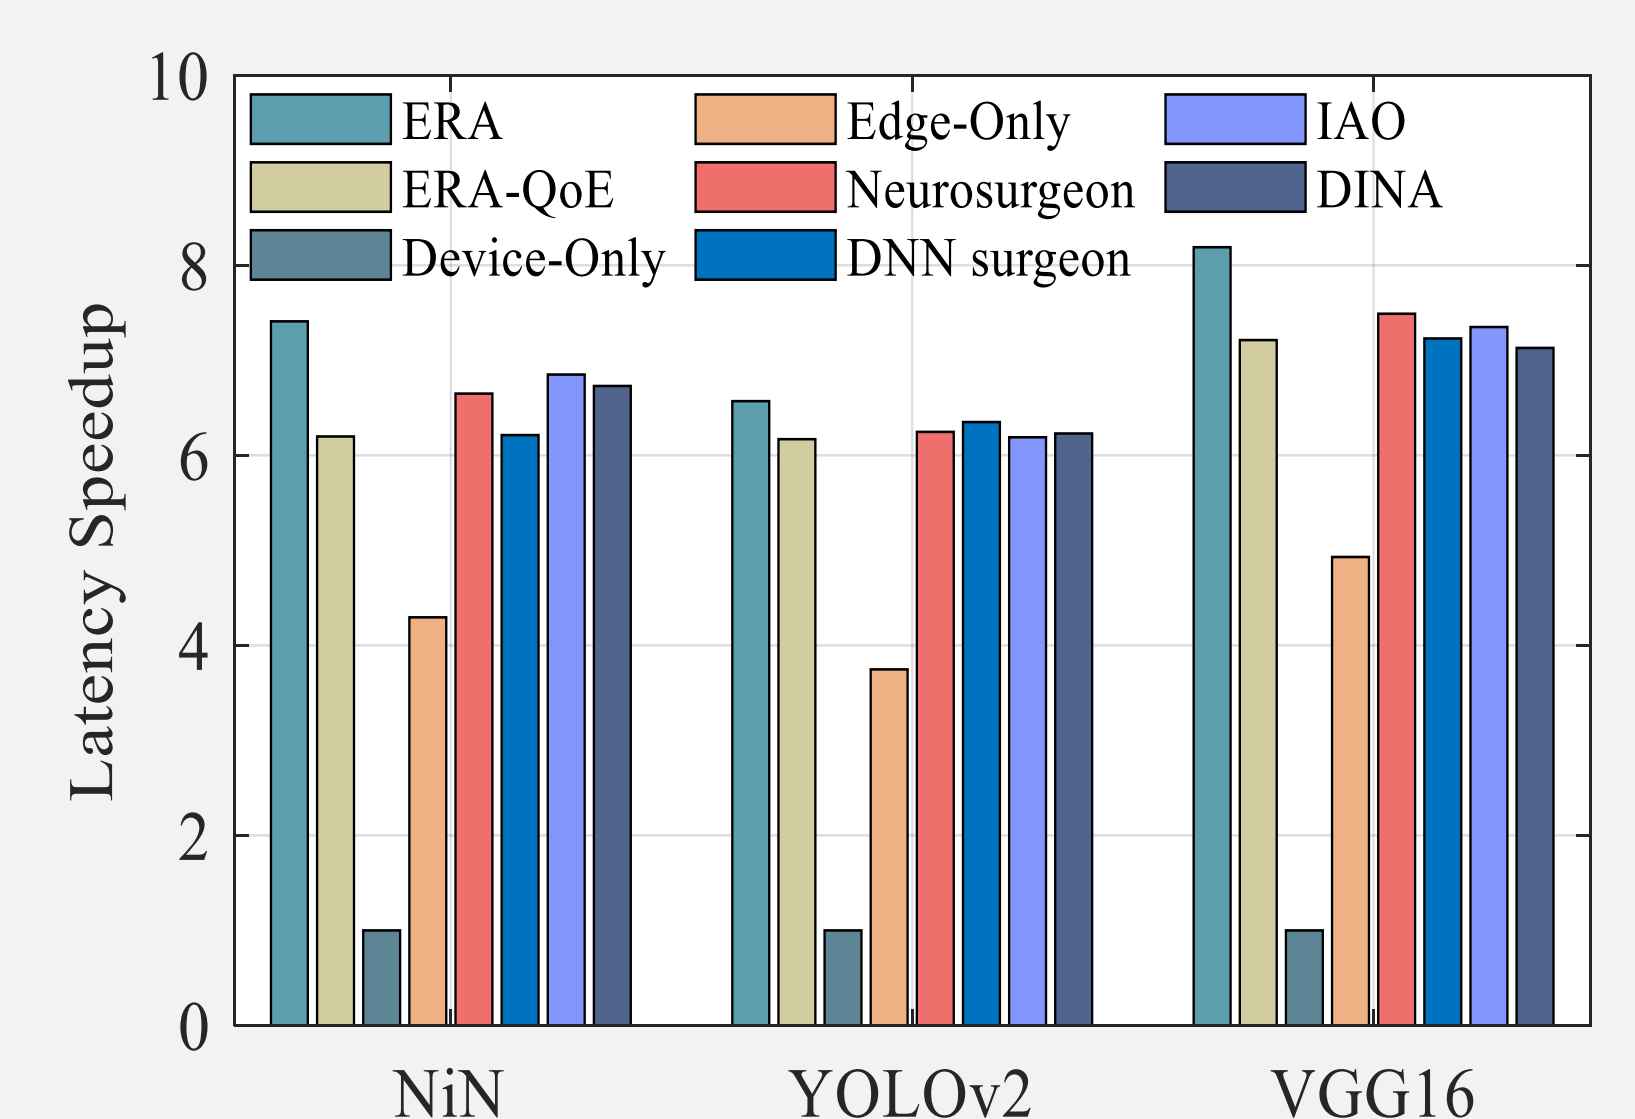 10
8
6
4
2
0
Latency Speedup
ERA
ERA-QoE
Device-Only
Edge-Only
Neurosurgeon
DNN surgeon
IAO
DINA
NiN
YOLOv2
VGG16